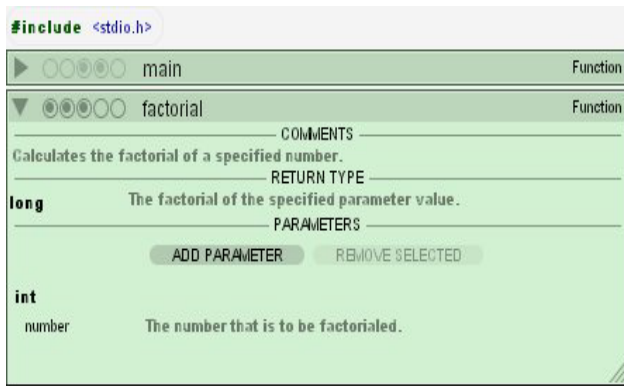 #include <stdio.h>
main Function
factorial Function
COMMENTS
Calculates the factorial of a specified number.
RETURN TYPE
long The factorial of the specified parameter value.
PARAMETERS
ADD PARAMETER REMOVE SELECTED
int
number The number that is to be factorialed.